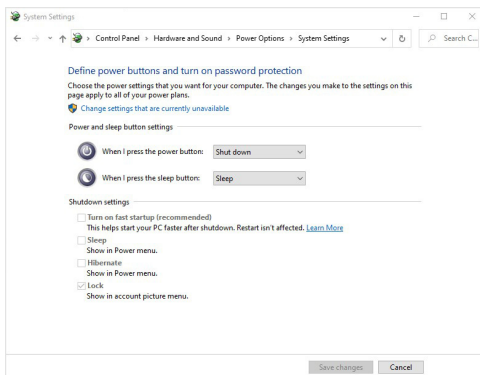 System Settings
Control Panel > Hardware and Sound > Power Options > System Settings
Search C...
Define power buttons and turn on password protection
Choose the power settings that you want for your computer. The changes you make to the settings on this
page apply to all of your power plans.
Change settings that are currently unavailable
Power and sleep button settings
When I press the power button: Shut down
When I press the sleep button: Sleep
Shutdown settings
Turn on fast startup (recommended)
This helps start your PC faster after shutdown. Restart isn't affected. Learn More
Sleep
Show in Power menu.
Hibernate
Show in Power menu.
Lock
Show in account picture menu.
Save changes Cancel